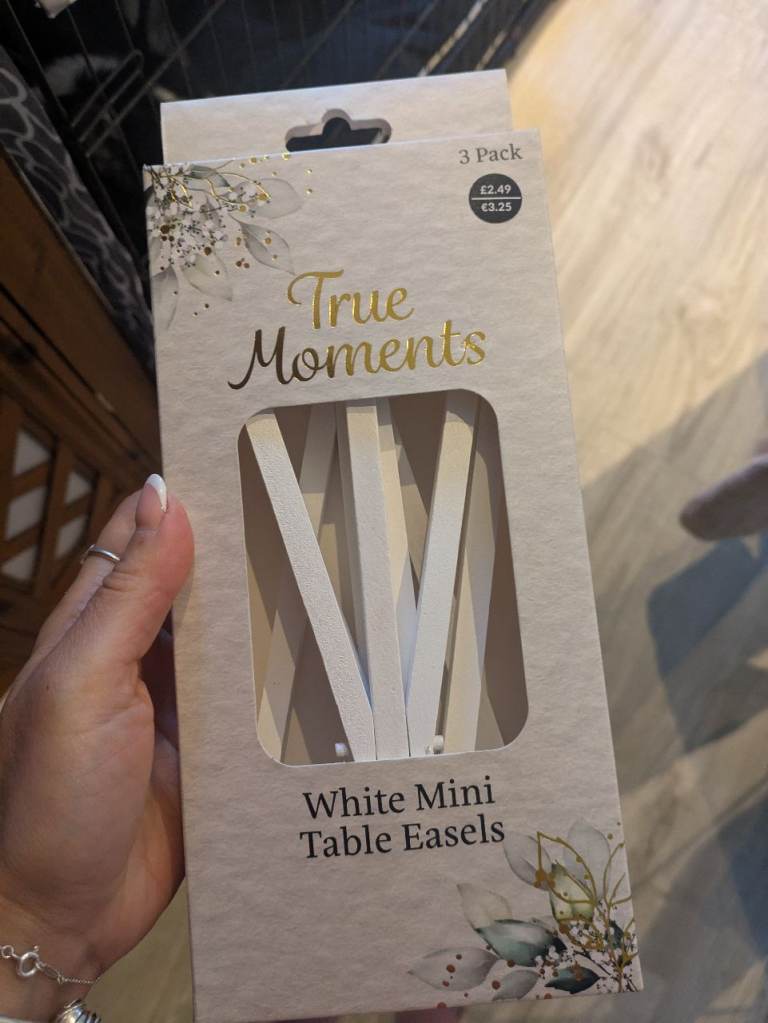 3 Pack
£2.49
€3.25
True
Moments
White Mini
Table Easels